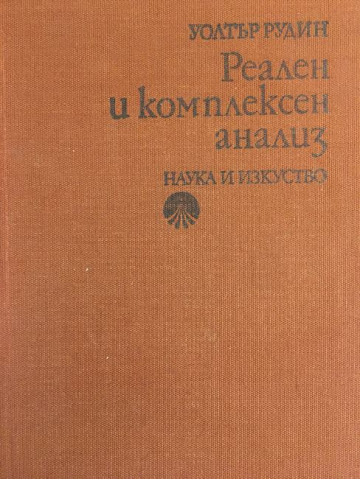 УОЛТЪР РУДИН
Реален
и комплексен
анализ
НАУКА И ИЗКУСТВО